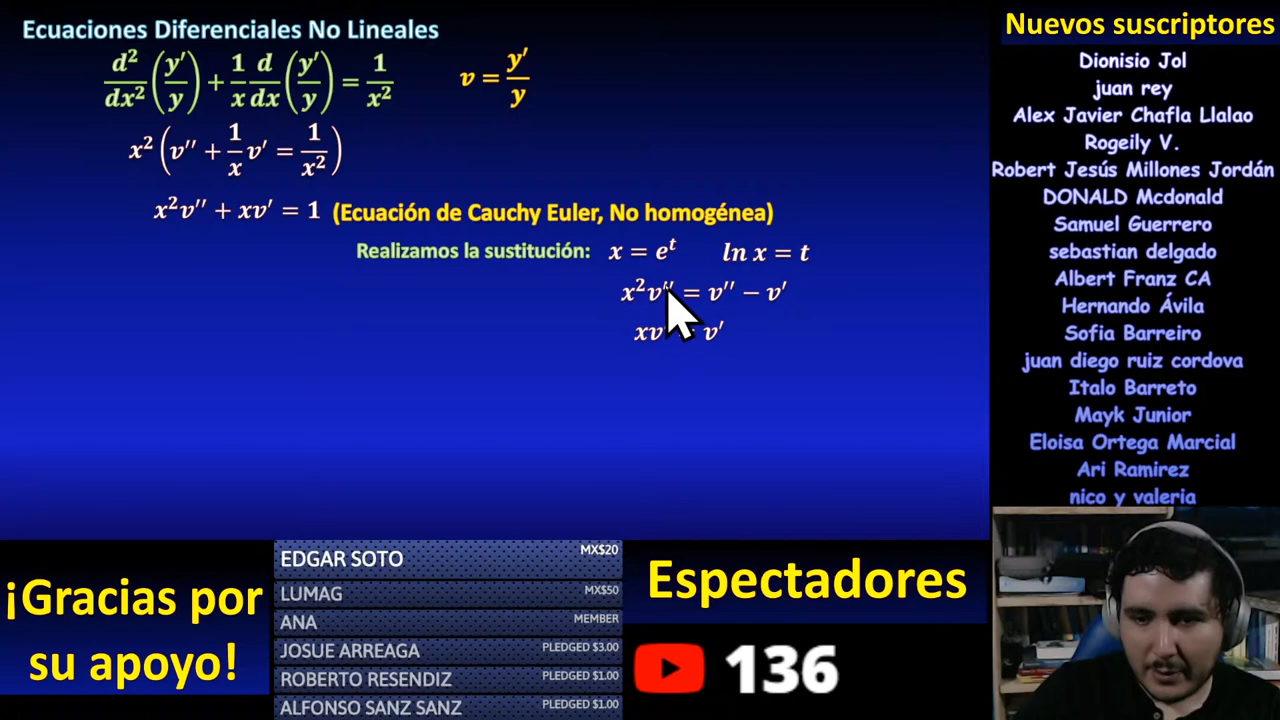 Ecuaciones Diferenciales No Lineales
d²/dx² (y'/y) + 1/x d/dx (y'/y) = 1/x²
v = y'/y
x² (v'' + 1/x v' = 1/x²)
x²v'' + xv' = 1 (Ecuación de Cauchy Euler, No homogénea)
Realizamos la sustitución: x = eᵗ ln x = t
x²v'' = v'' − v'
xv' v'
Nuevos suscriptores
Dionisio Jol
juan rey
Alex Javier Chafla Llalao
Rogeily V.
Robert Jesús Millones Jordán
DONALD Mcdonald
Samuel Guerrero
sebastian delgado
Albert Franz CA
Hernando Ávila
Sofia Barreiro
juan diego ruiz cordova
Italo Barreto
Mayk Junior
Eloisa Ortega Marcial
Ari Ramirez
nico y valeria
¡Gracias por
su apoyo!
EDGAR SOTO MX$20
LUMAG MX$50
ANA MEMBER
JOSUE ARREAGA PLEDGED $3.00
ROBERTO RESENDIZ PLEDGED $1.00
ALFONSO SANZ SANZ PLEDGED $1.00
Espectadores
136